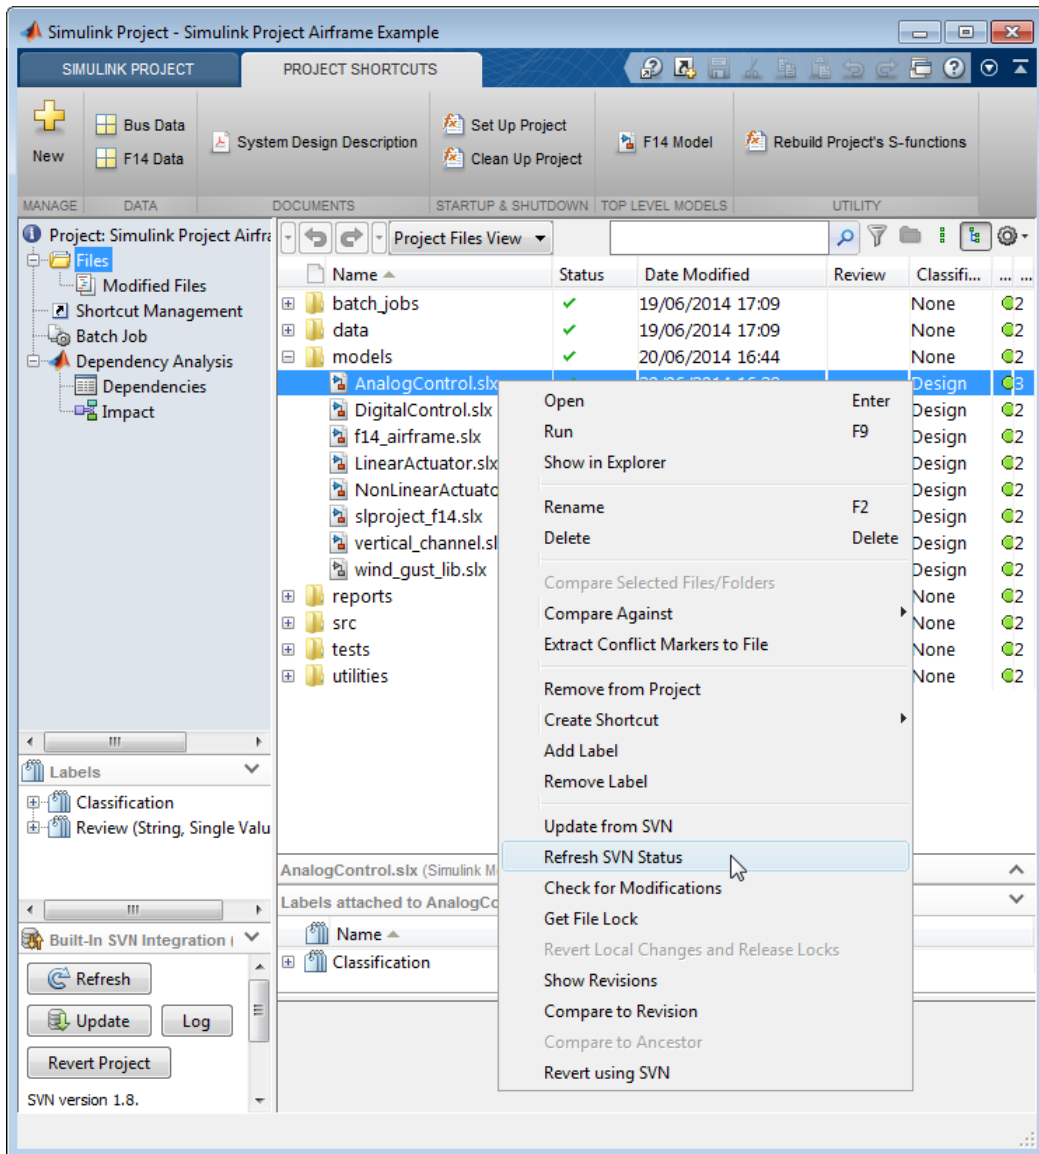 Simulink Project - Simulink Project Airframe Example
SIMULINK PROJECT PROJECT SHORTCUTS
New
Bus Data
F14 Data
System Design Description
Set Up Project
Clean Up Project
F14 Model
Rebuild Project's S-functions
MANAGE DATA DOCUMENTS STARTUP & SHUTDOWN TOP LEVEL MODELS UTILITY
Project: Simulink Project Airfra
Files
Modified Files
Shortcut Management
Batch Job
Dependency Analysis
Dependencies
Impact
Project Files View
Name Status Date Modified Review Classifi... ... ...
batch_jobs 19/06/2014 17:09 None 2
data 19/06/2014 17:09 None 2
models 20/06/2014 16:44 None 2
AnalogControl.slx Design 3
DigitalControl.slx Design 2
f14_airframe.slx Design 2
LinearActuator.slx Design 2
NonLinearActuato Design 2
slproject_f14.slx Design 2
vertical_channel.sl Design 2
wind_gust_lib.slx Design 2
reports None 2
src None 2
tests None 2
utilities None 2
Open Enter
Run F9
Show in Explorer
Rename F2
Delete Delete
Compare Selected Files/Folders
Compare Against
Extract Conflict Markers to File
Remove from Project
Create Shortcut
Add Label
Remove Label
Update from SVN
Refresh SVN Status
Check for Modifications
Get File Lock
Revert Local Changes and Release Locks
Show Revisions
Compare to Revision
Compare to Ancestor
Revert using SVN
Labels
Classification
Review (String, Single Valu
AnalogControl.slx (Simulink M
Labels attached to AnalogCo
Name
Classification
Built-In SVN Integration (
Refresh
Update Log
Revert Project
SVN version 1.8.